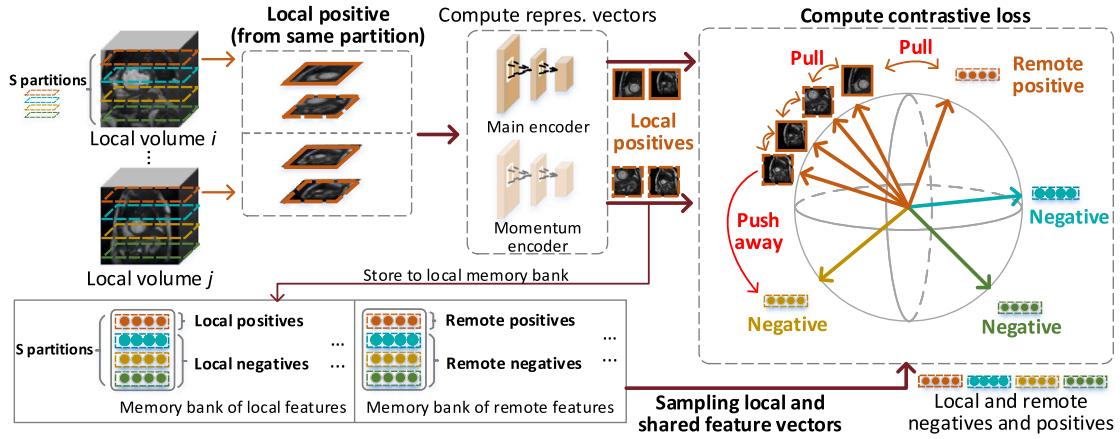 Local positive
(from same partition)
Compute repres. vectors
Compute contrastive loss
S partitions
Local volume i
...
Local volume j
Main encoder
Momentum
encoder
Local
positives
Pull
Pull
Remote
positive
Push
away
Negative
Negative
Negative
Store to local memory bank
S partitions
Local positives
Local negatives
...
...
Memory bank of local features
Remote positives
Remote negatives
...
...
Memory bank of remote features
Sampling local and
shared feature vectors
Local and remote
negatives and positives